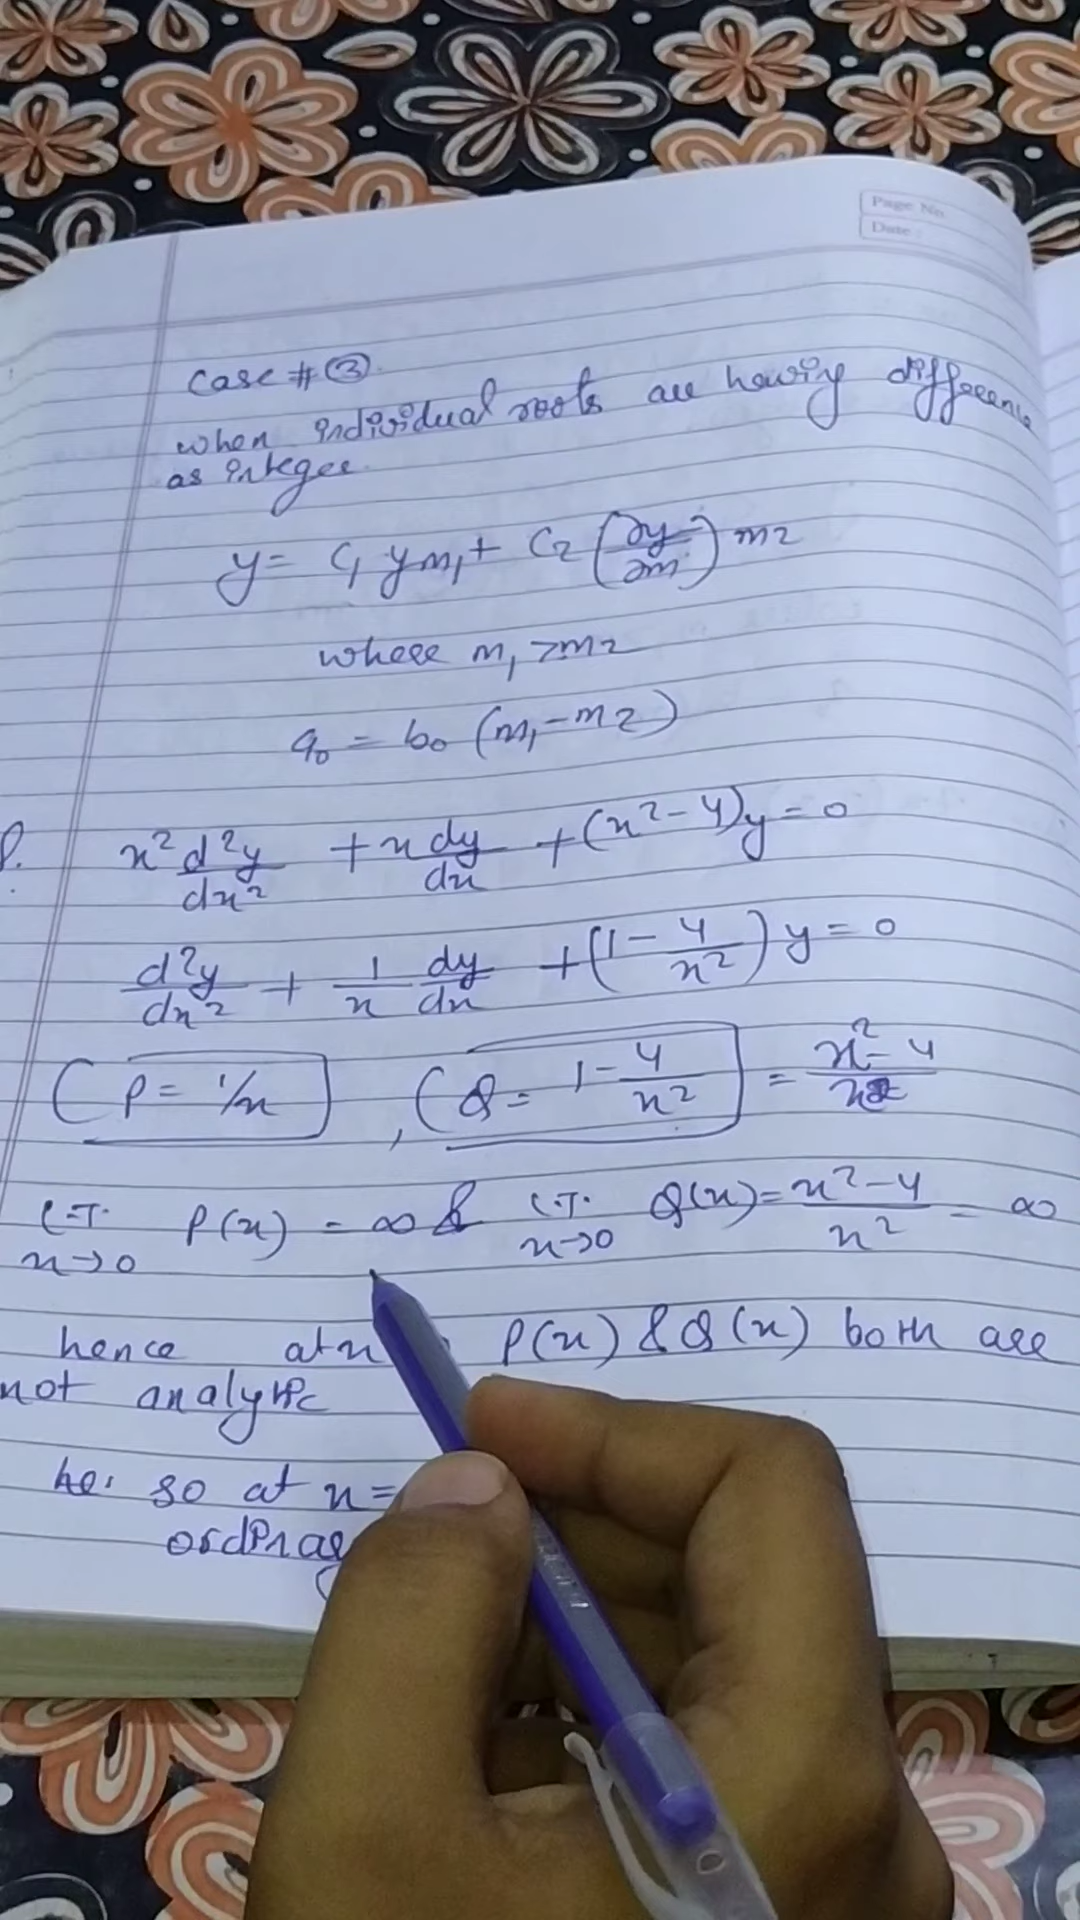 Page No.
Date :
Case # ③
when individual roots are having difference
as integer
y = C₁ ym₁ + C₂ (∂y/∂m) m2
where m₁ > m2
a₀ = b₀ (m₁ - m2)
x² d²y/dx² + x dy/dx + (x² - 4)y = 0
d²y/dx² + 1/x dy/dx + (1 - 4/x²) y = 0
P = 1/x , Q = 1 - 4/x² = x² - 4/x2
LT. x→0 P(x) = ∞ & LT. x→0 Q(x) = x² - 4/x² = ∞
hence at x P(x) & Q(x) both are
not analytic
so at x =